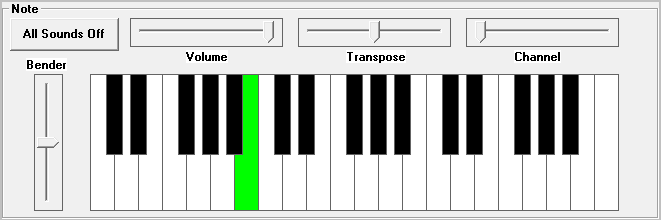 Note
All Sounds Off
Volume
Transpose
Channel
Bender